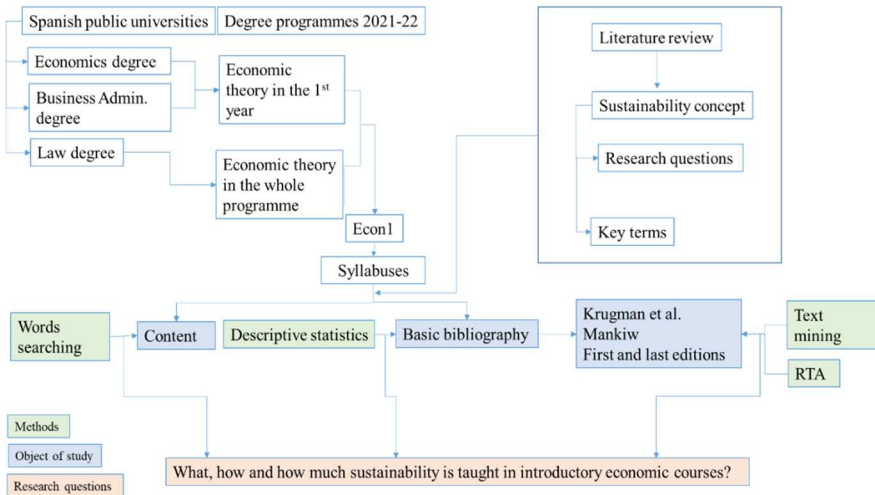 Spanish public universities
Degree programmes 2021-22
Literature review
Economics degree
Economic
theory in the 1st
year
Business Admin.
degree
Sustainability concept
Law degree
Research questions
Economic theory
in the whole
programme
Key terms
Econ1
Syllabuses
Words
searching
Content
Descriptive statistics
Basic bibliography
Krugman et al.
Mankiw
First and last editions
Text
mining
RTA
Methods
Object of study
Research questions
What, how and how much sustainability is taught in introductory economic courses?